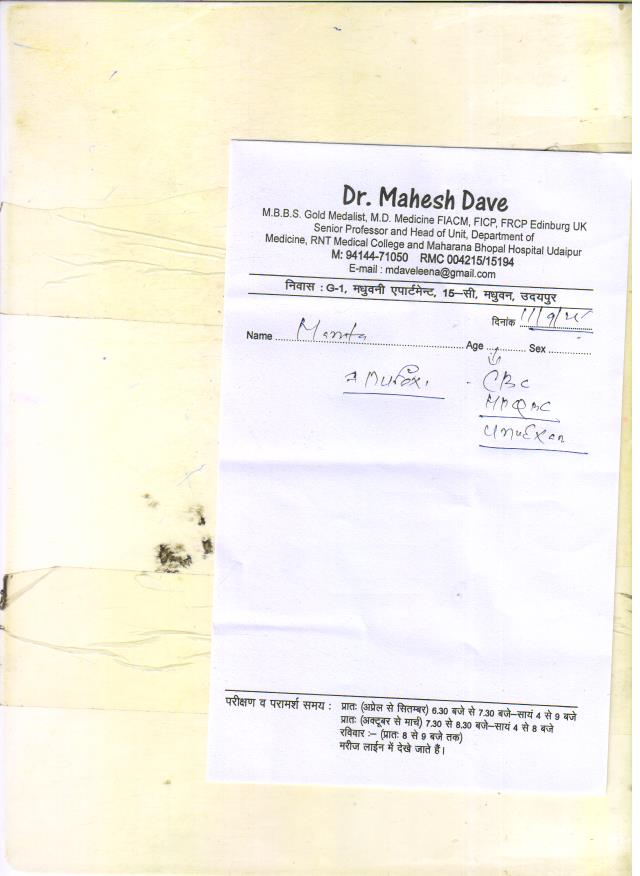 Dr. Mahesh Dave
M.B.B.S. Gold Medalist, M.D. Medicine FIACM, FICP, FRCP Edinburg UK
Senior Professor and Head of Unit, Department of
Medicine, RNT Medical College and Maharana Bhopal Hospital Udaipur
M: 94144-71050 RMC 004215/15194
E-mail : mdaveleena@gmail.com
निवास : G-1, मधुवनी एपार्टमेन्ट, 15–सी, मधुवन, उदयपुर
दिनांक
Name Age Sex
CBC
परीक्षण व परामर्श समय : प्रातः (अप्रेल से सितम्बर) 6.30 बजे से 7.30 बजे–सायं 4 से 9 बजे
प्रातः (अक्टूबर से मार्च) 7.30 से 8.30 बजे–सायं 4 से 8 बजे
रविवार :– (प्रातः 8 से 9 बजे तक)
मरीज लाईन में देखे जाते हैं।